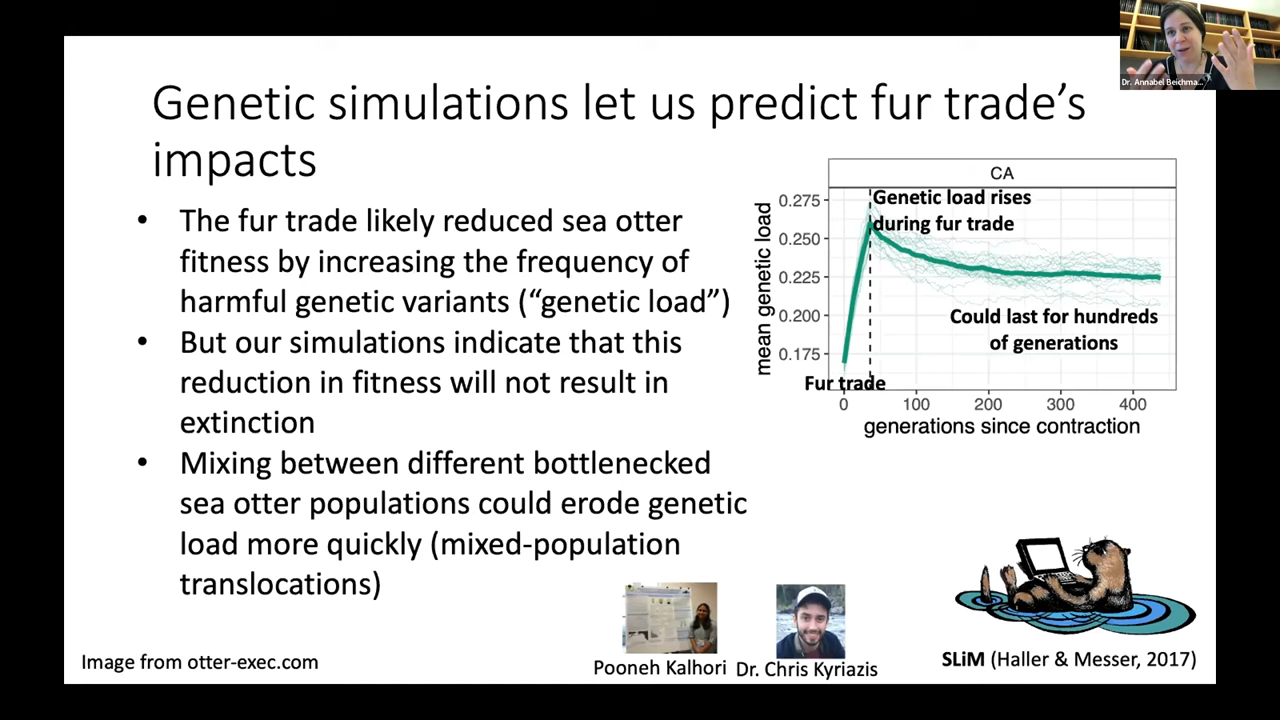 Dr. Annabel Beichma...
Genetic simulations let us predict fur trade's
impacts
• The fur trade likely reduced sea otter
fitness by increasing the frequency of
harmful genetic variants (“genetic load”)
• But our simulations indicate that this
reduction in fitness will not result in
extinction
• Mixing between different bottlenecked
sea otter populations could erode genetic
load more quickly (mixed-population
translocations)
CA
Genetic load rises
during fur trade
Could last for hundreds
of generations
Fur trade
mean genetic load
0.275
0.250
0.225
0.200
0.175
0 100 200 300 400
generations since contraction
Image from otter-exec.com
Pooneh Kalhori
Dr. Chris Kyriazis
SLiM (Haller & Messer, 2017)